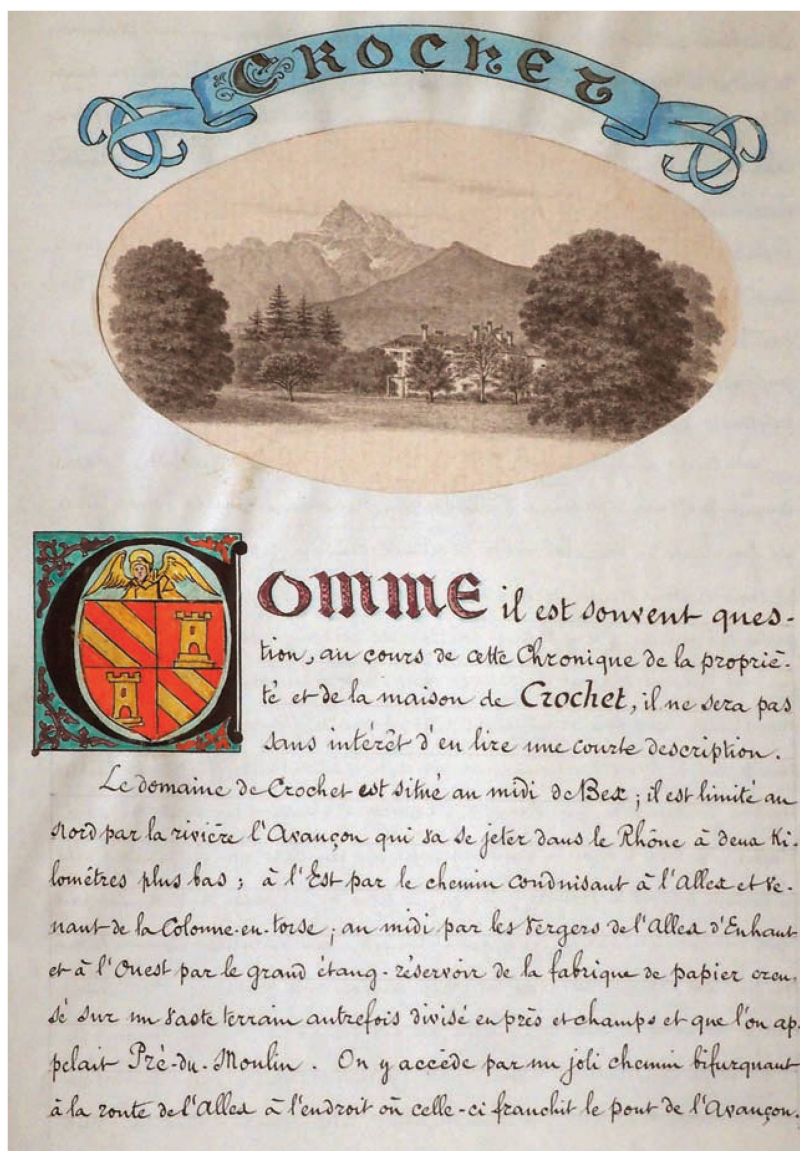 CROCHET
COMME il est souvent ques-
tion, au cours de cette Chronique de la proprié-
té et de la maison de Crochet, il ne sera pas
sans intérêt d'en lire une courte description.
Le domaine de Crochet est situé au midi de Bex ; il est limité au
Nord par la rivière l'Avançon qui va se jeter dans le Rhône à deux Ki-
lomètres plus bas ; à l'Est par le chemin conduisant à l'Allex et ve-
nant de la Colonne-en-torse ; au midi par les Vergers de l'Allex d'Enhaut
et à l'Ouest par le grand étang-réservoir de la fabrique de papier creu-
sé sur un vaste terrain autrefois divisé en prés et champs et que l'on ap-
pelait Pré-du-Moulin. On y accède par un joli chemin bifurquant
à la route de l'Allex à l'endroit où celle-ci franchit le pont de l'Avançon.